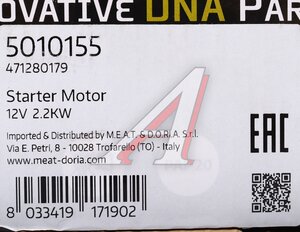 OVATIVE DNA PAR
5010155
471280179
Starter Motor
12V 2.2KW
Imported & Distributed by M.E.A.T. & D.O.R.I.A. S.r.l.
Via E. Petri, 8 - 10028 Trofarello (TO) - Italy
www.meat-doria.com
EAC
8 033419 171902